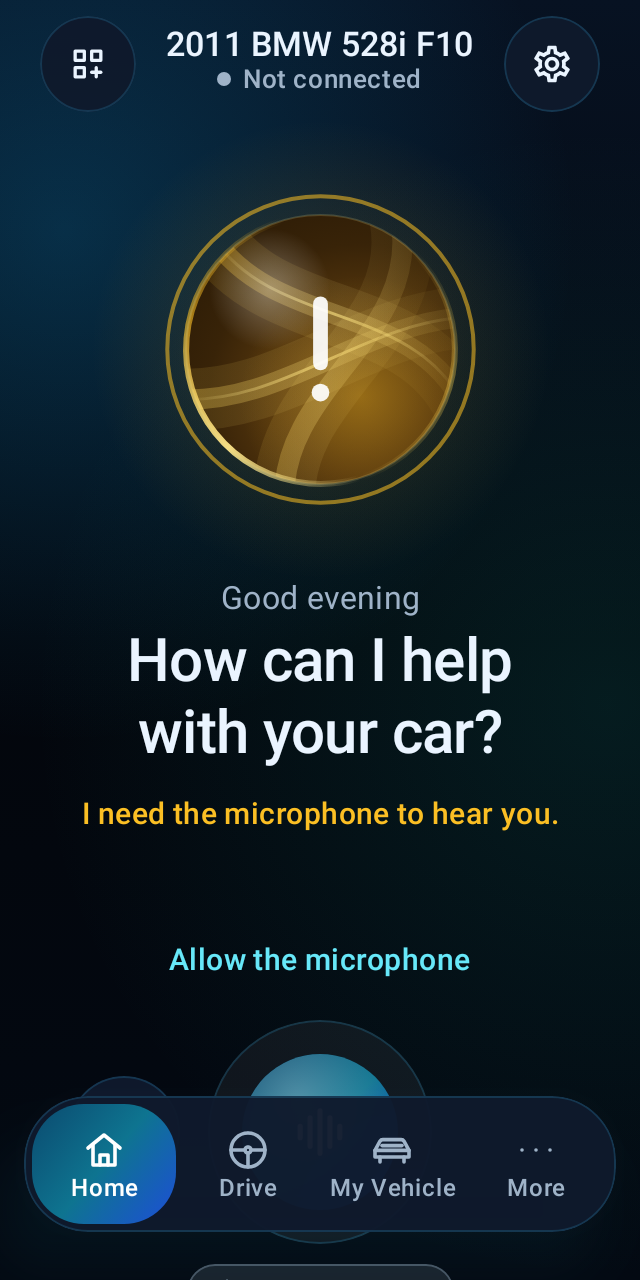 2011 BMW 528i F10
Not connected
Good evening
How can I help
with your car?
I need the microphone to hear you.
Allow the microphone
Home
Drive
My Vehicle
More